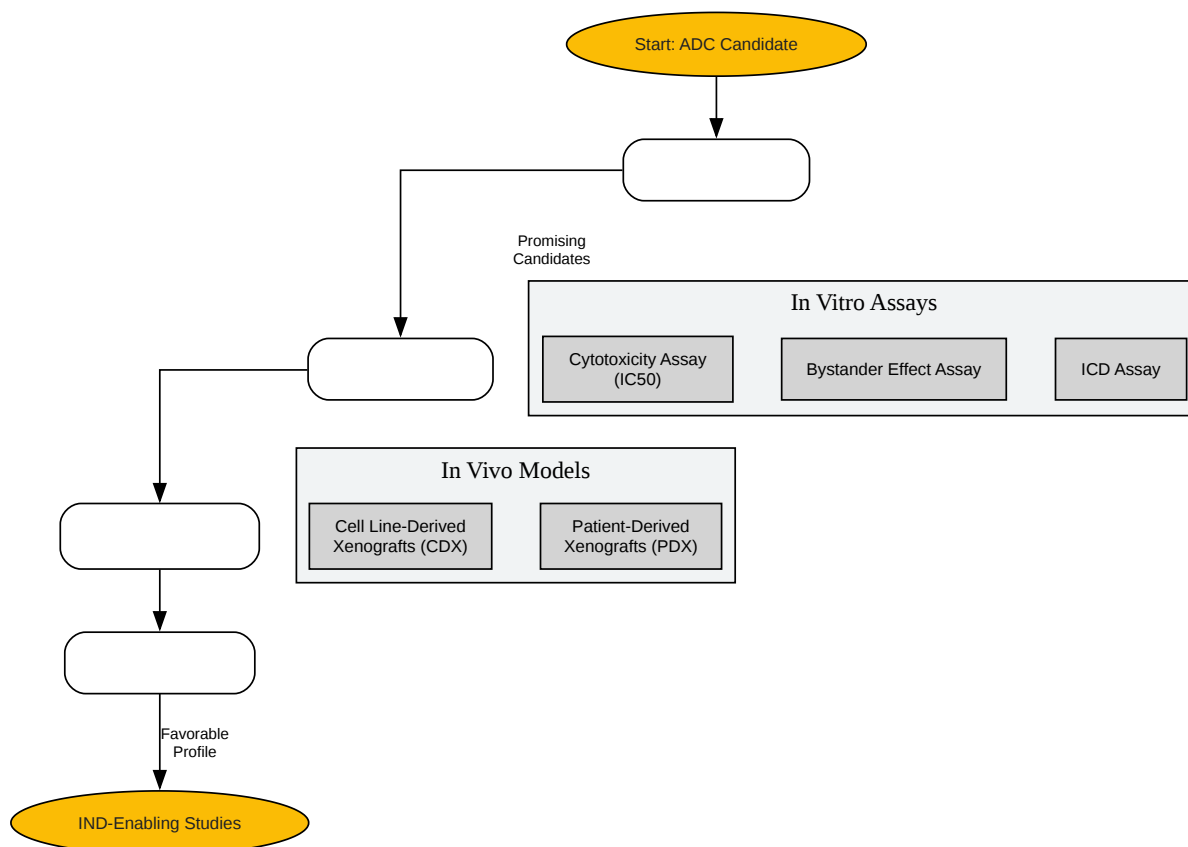 Start: ADC Candidate
Promising
Candidates
In Vitro Assays
Cytotoxicity Assay
(IC50)
Bystander Effect Assay
ICD Assay
In Vivo Models
Cell Line-Derived
Xenografts (CDX)
Patient-Derived
Xenografts (PDX)
Favorable
Profile
IND-Enabling Studies